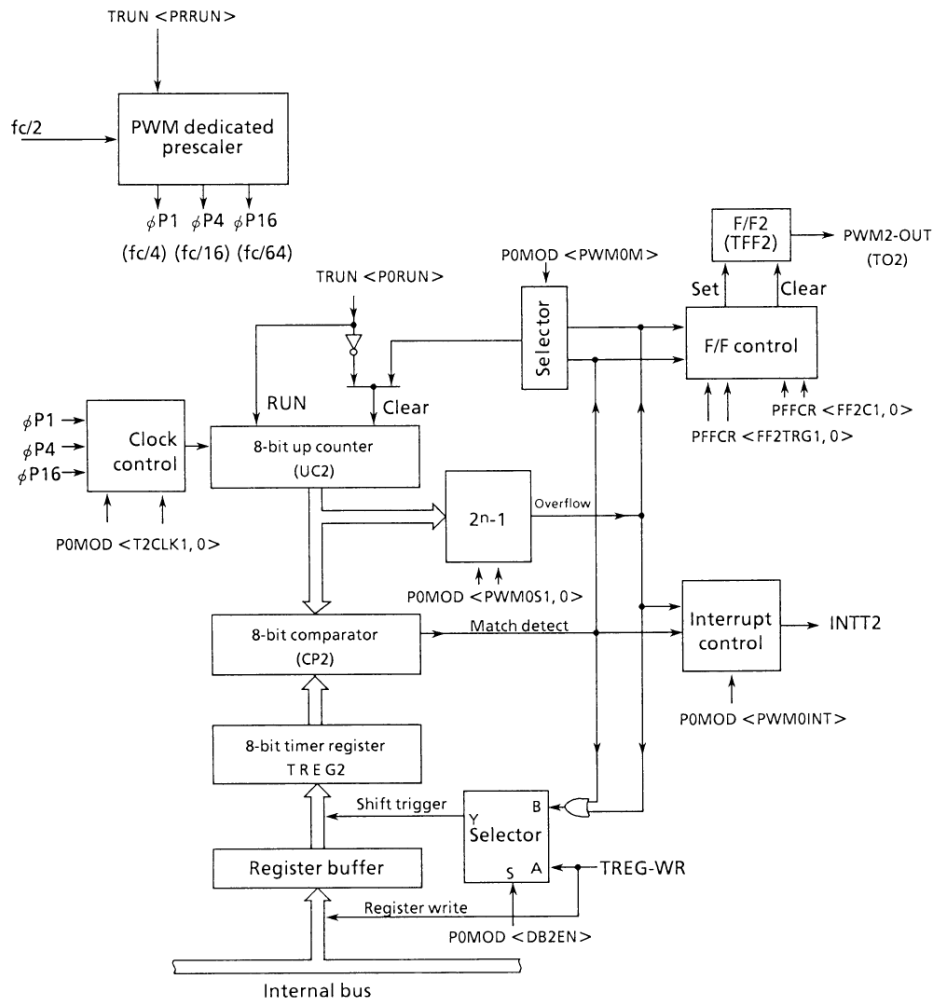 TRUN <PRRUN>
fc/2
PWM dedicated
prescaler
φP1 φP4 φP16
(fc/4) (fc/16) (fc/64)
F/F2
(TFF2)
PWM2-OUT
(TO2)
P0MOD <PWM0M>
TRUN <P0RUN>
Set
Clear
Selector
F/F control
RUN
Clear
PFFCR <FF2C1, 0>
PFFCR <FF2TRG1, 0>
φP1
φP4
φP16
Clock
control
8-bit up counter
(UC2)
2n-1
Overflow
P0MOD <T2CLK1, 0>
P0MOD <PWM0S1, 0>
8-bit comparator
(CP2)
Match detect
Interrupt
control
INTT2
P0MOD <PWM0INT>
8-bit timer register
TREG2
Shift trigger
Y
B
Selector
S
A
TREG-WR
Register buffer
Register write
P0MOD <DB2EN>
Internal bus